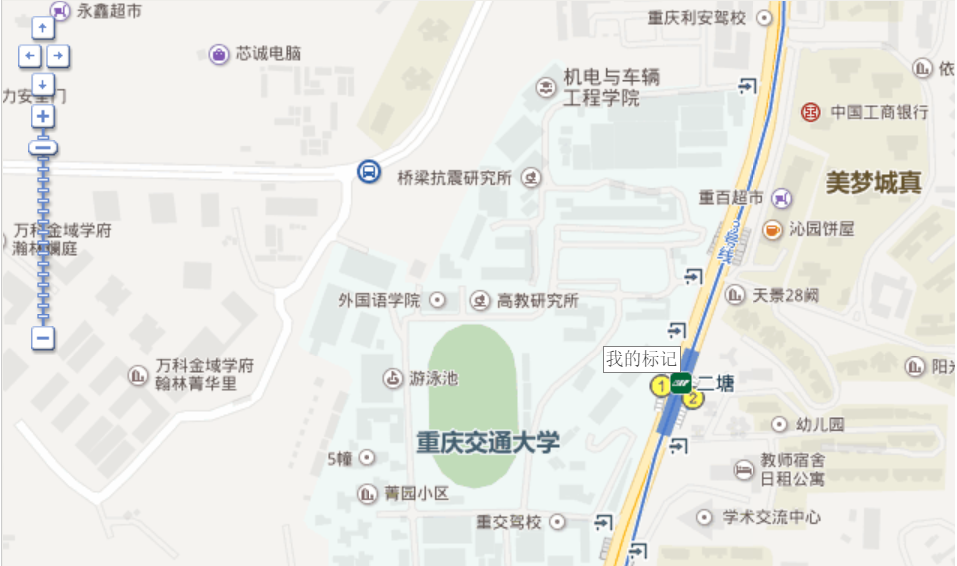 永鑫超市
重庆利安驾校
芯诚电脑
机电与车辆
工程学院
依
力安全门
中国工商银行
桥梁抗震研究所
美梦城真
重百超市
沁园饼屋
3号线
万科金域学府
瀚林澜庭
外国语学院
高教研究所
天景28阙
我的标记
万科金域学府
翰林菁华里
游泳池
二塘
阳光
1
2
幼儿园
重庆交通大学
5幢
教师宿舍
日租公寓
菁园小区
重交驾校
学术交流中心